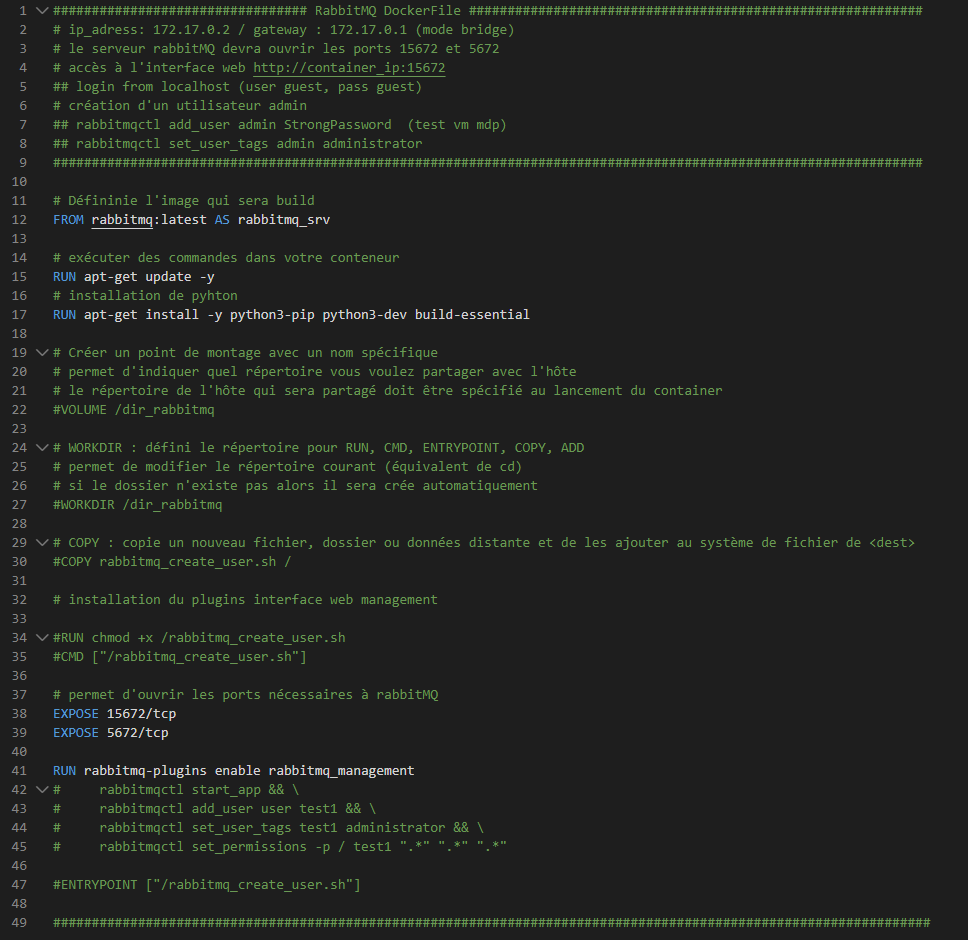 1 ################################# RabbitMQ DockerFile ###########################################################
2 # ip_adress: 172.17.0.2 / gateway : 172.17.0.1 (mode bridge)
3 # le serveur rabbitMQ devra ouvrir les ports 15672 et 5672
4 # accès à l'interface web http://container_ip:15672
5 ## login from localhost (user guest, pass guest)
6 # création d'un utilisateur admin
7 ## rabbitmqctl add_user admin StrongPassword  (test vm mdp)
8 ## rabbitmqctl set_user_tags admin administrator
9 #################################################################################################################
10
11 # Défininie l'image qui sera build
12 FROM rabbitmq:latest AS rabbitmq_srv
13
14 # exécuter des commandes dans votre conteneur
15 RUN apt-get update -y
16 # installation de pyhton
17 RUN apt-get install -y python3-pip python3-dev build-essential
18
19 # Créer un point de montage avec un nom spécifique
20 # permet d'indiquer quel répertoire vous voulez partager avec l'hôte
21 # le répertoire de l'hôte qui sera partagé doit être spécifié au lancement du container
22 #VOLUME /dir_rabbitmq
23
24 # WORKDIR : défini le répertoire pour RUN, CMD, ENTRYPOINT, COPY, ADD
25 # permet de modifier le répertoire courant (équivalent de cd)
26 # si le dossier n'existe pas alors il sera crée automatiquement
27 #WORKDIR /dir_rabbitmq
28
29 # COPY : copie un nouveau fichier, dossier ou données distante et de les ajouter au système de fichier de <dest>
30 #COPY rabbitmq_create_user.sh /
31
32 # installation du plugins interface web management
33
34 #RUN chmod +x /rabbitmq_create_user.sh
35 #CMD ["/rabbitmq_create_user.sh"]
36
37 # permet d'ouvrir les ports nécessaires à rabbitMQ
38 EXPOSE 15672/tcp
39 EXPOSE 5672/tcp
40
41 RUN rabbitmq-plugins enable rabbitmq_management
42 #     rabbitmqctl start_app && \
43 #     rabbitmqctl add_user user test1 && \
44 #     rabbitmqctl set_user_tags test1 administrator && \
45 #     rabbitmqctl set_permissions -p / test1 ".*" ".*" ".*"
46
47 #ENTRYPOINT ["/rabbitmq_create_user.sh"]
48
49 ##################################################################################################################